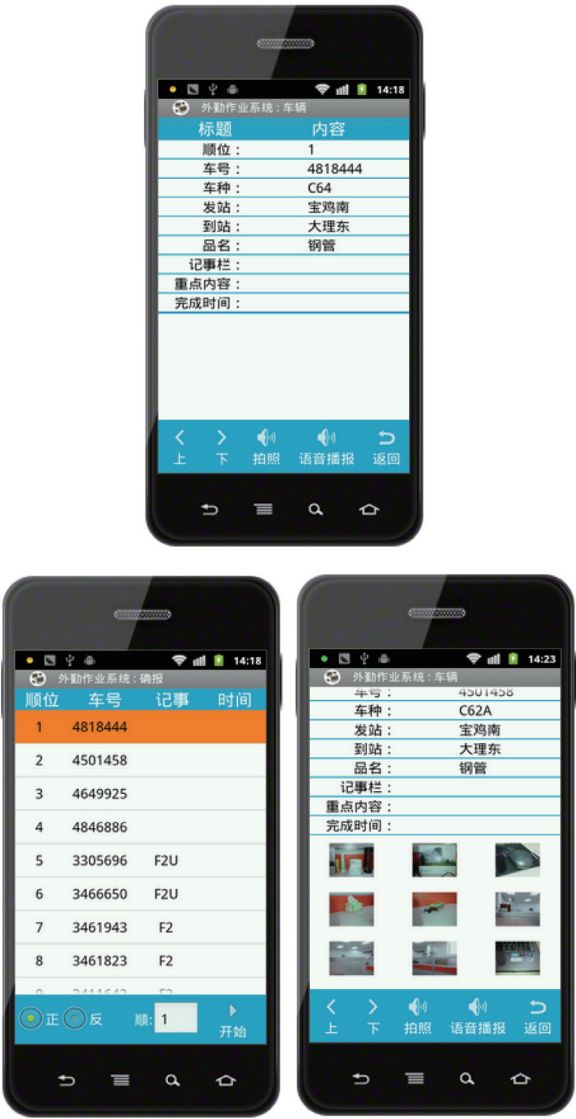 14:18
外勤作业系统:车辆
标题 内容
顺位: 1
车号: 4818444
车种: C64
发站: 宝鸡南
到站: 大理东
品名: 钢管
记事栏:
重点内容:
完成时间:
上 下 拍照 语音播报 返回
14:18
外勤作业系统:确报
顺位 车号 记事 时间
1 4818444
2 4501458
3 4649925
4 4846886
5 3305696 F2U
6 3466650 F2U
7 3461943 F2
8 3461823 F2
正 反 顺: 1 开始
14:23
外勤作业系统:车辆
车号: 4501458
车种: C62A
发站: 宝鸡南
到站: 大理东
品名: 钢管
记事栏:
重点内容:
完成时间:
上 下 拍照 语音播报 返回